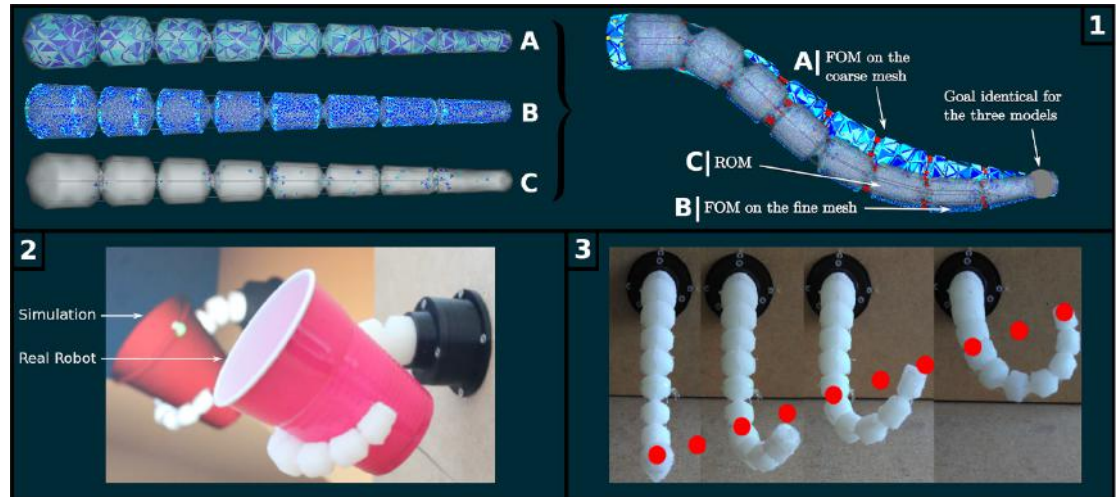 1
A
B
C
A
FOM on the
coarse mesh
Goal identical for
the three models
C
ROM
B
FOM on the fine mesh
2
Simulation
Real Robot
3